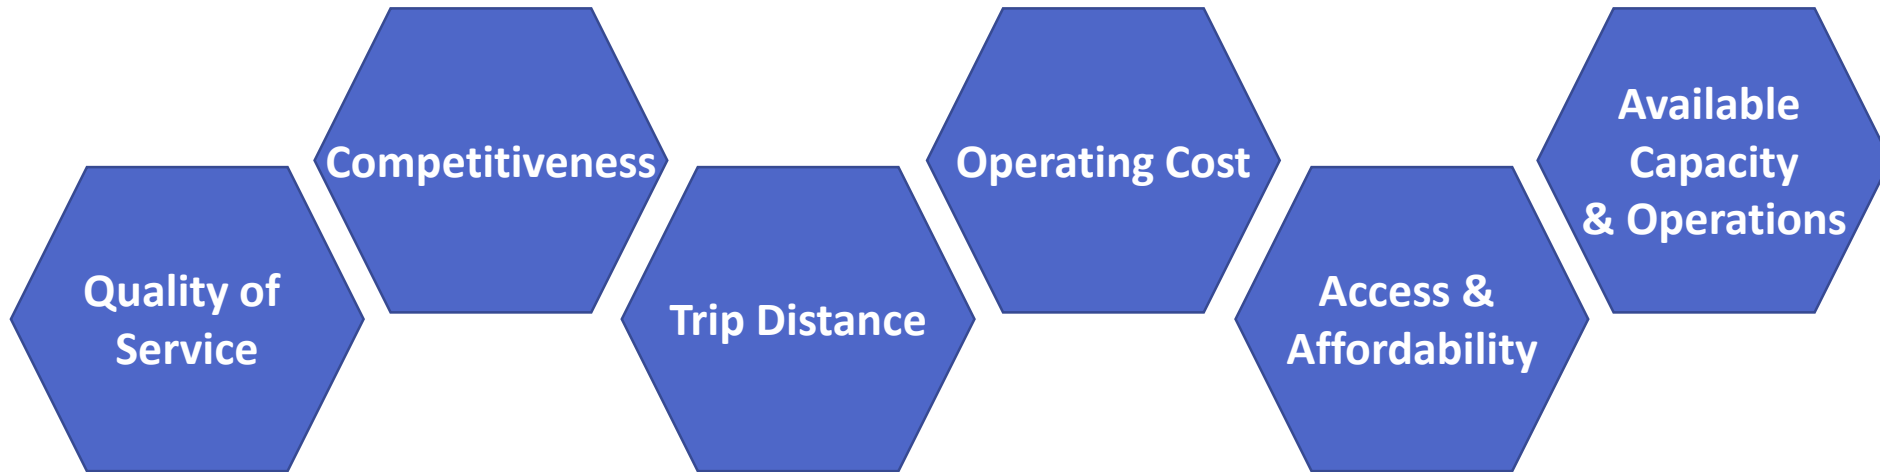 Quality of
Service
Competitiveness
Trip Distance
Operating Cost
Access &
Affordability
Available
Capacity
& Operations